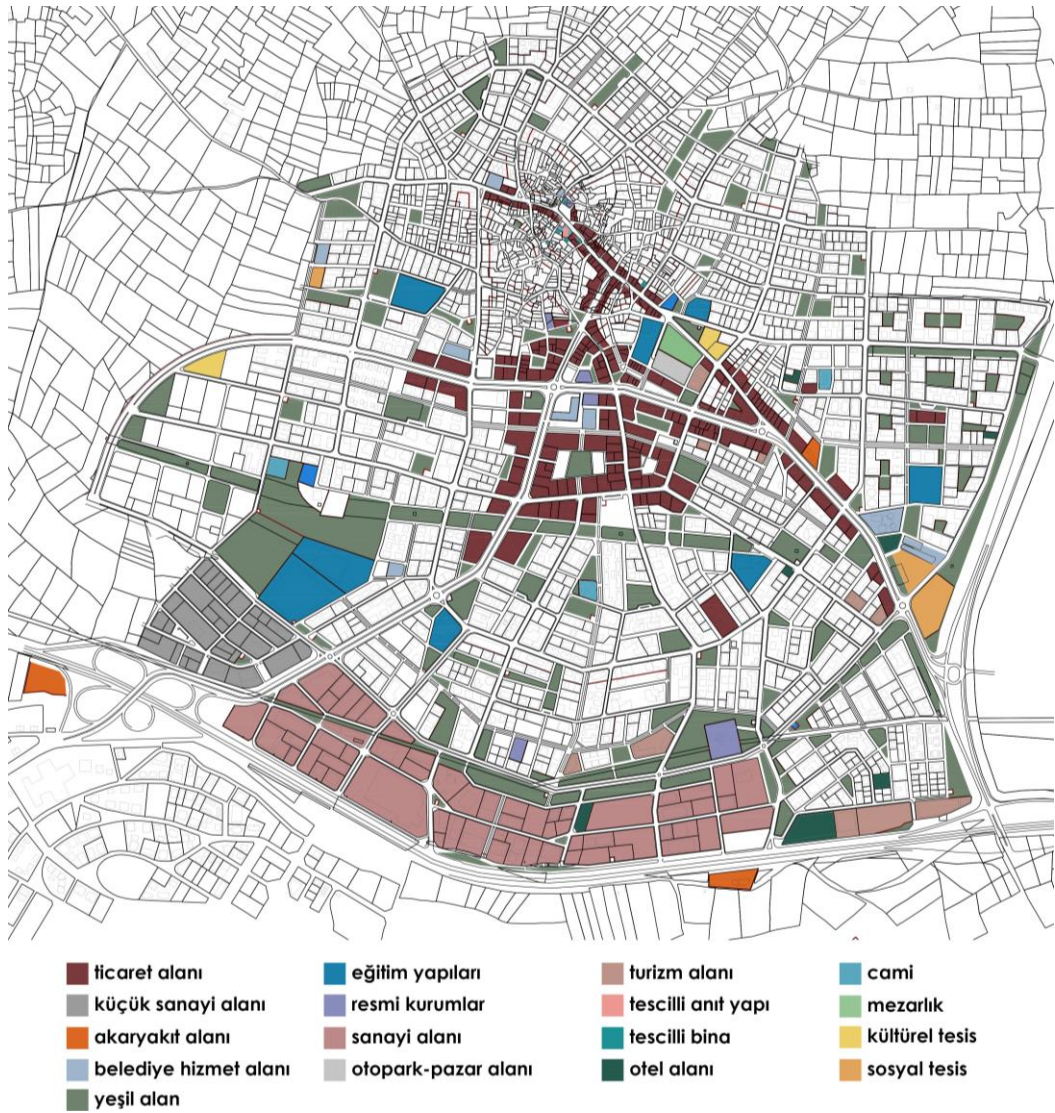 ticaret alanı
küçük sanayi alanı
akaryakıt alanı
belediye hizmet alanı
yeşil alan
eğitim yapıları
resmi kurumlar
sanayi alanı
otopark-pazar alanı
turizm alanı
tescilli anıt yapı
tescilli bina
otel alanı
cami
mezarlık
kültürel tesis
sosyal tesis